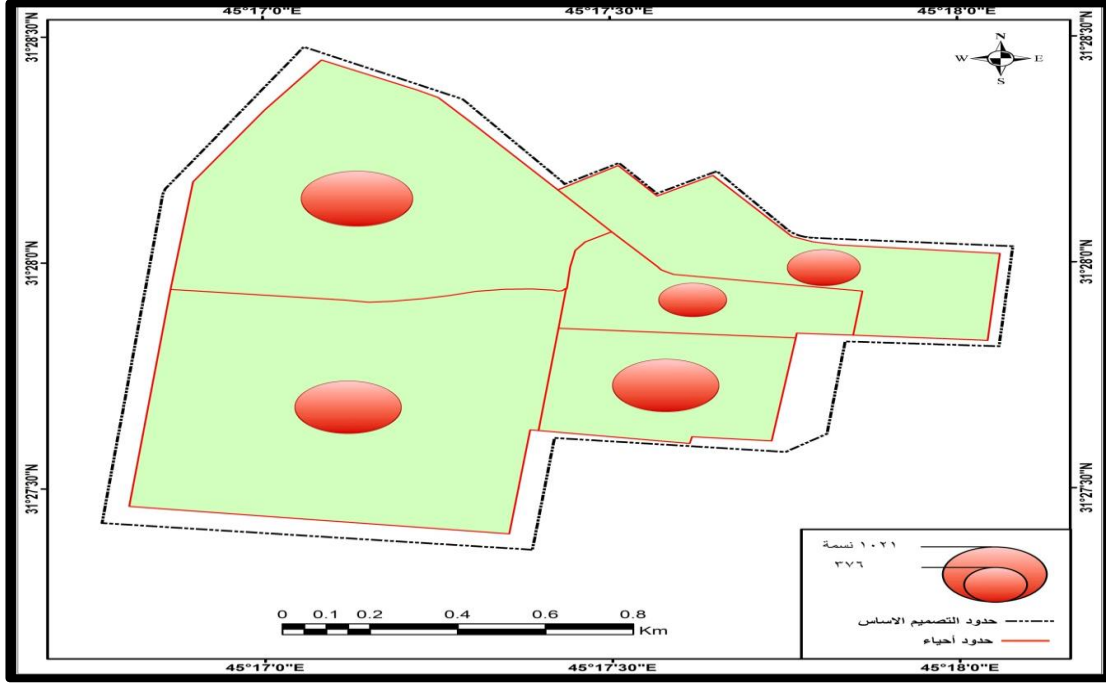 45°17'0"E 45°17'30"E 45°18'0"E
31°28'30"N 31°28'30"N
N
W E
S
31°28'0"N 31°28'0"N
31°27'30"N 31°27'30"N
١٠٢١ نسمة
٣٧٦
حدود التصميم الاساس
حدود أحياء
0 0.1 0.2 0.4 0.6 0.8
Km
45°17'0"E 45°17'30"E 45°18'0"E